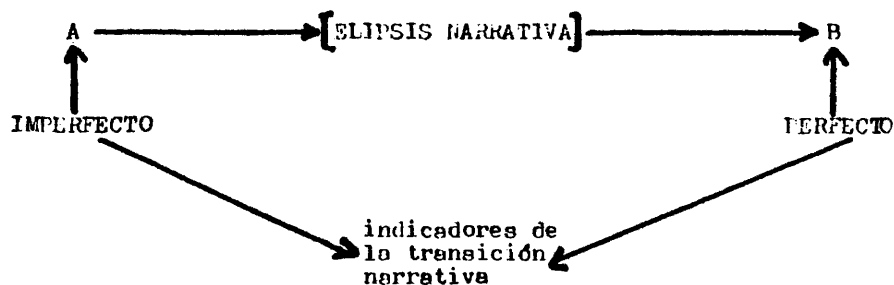 A [ELIPSIS NARRATIVA] B
IMPERFECTO PERFECTO
indicadores de
la transición
narrativa